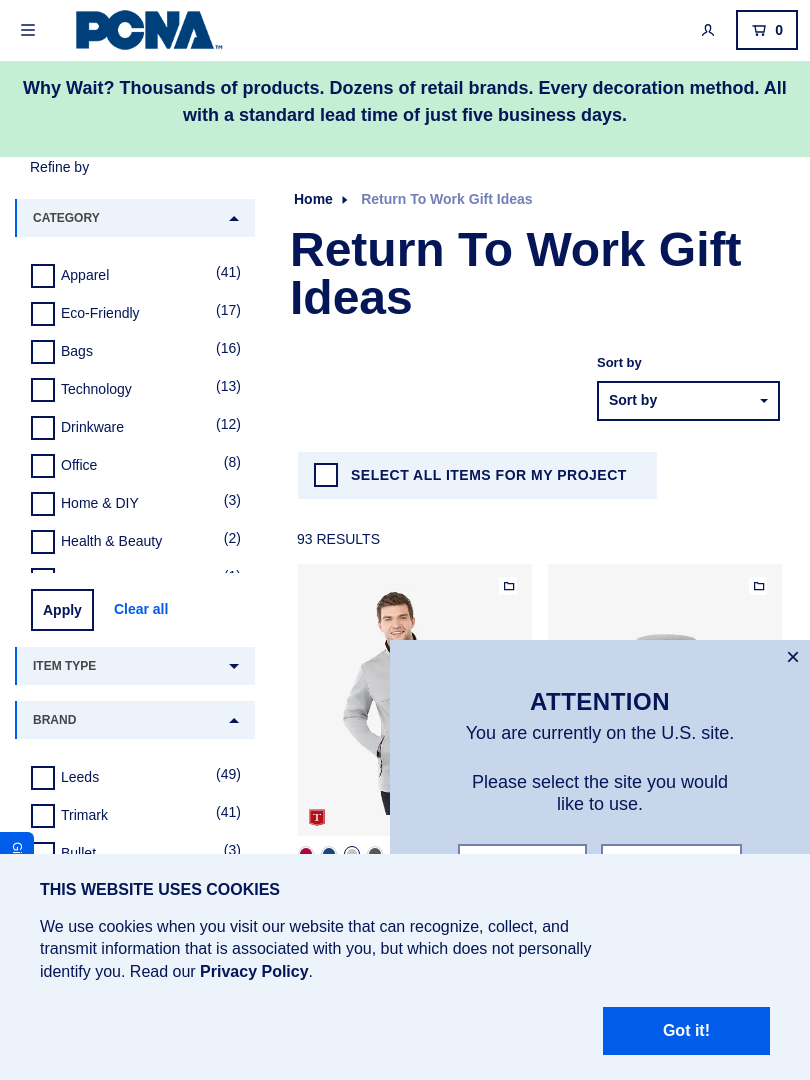 PCNA™
0
Why Wait? Thousands of products. Dozens of retail brands. Every decoration method. All
with a standard lead time of just five business days.
Refine by
CATEGORY
Apparel (41)
Eco-Friendly (17)
Bags (16)
Technology (13)
Drinkware (12)
Office (8)
Home & DIY (3)
Health & Beauty (2)
Apply
Clear all
ITEM TYPE
BRAND
Leeds (49)
Trimark (41)
Bullet (3)
Home
Return To Work Gift Ideas
Return To Work Gift
Ideas
Sort by
Sort by
SELECT ALL ITEMS FOR MY PROJECT
93 RESULTS
T
ATTENTION
You are currently on the U.S. site.
Please select the site you would
like to use.
THIS WEBSITE USES COOKIES
We use cookies when you visit our website that can recognize, collect, and
transmit information that is associated with you, but which does not personally
identify you. Read our Privacy Policy.
Got it!